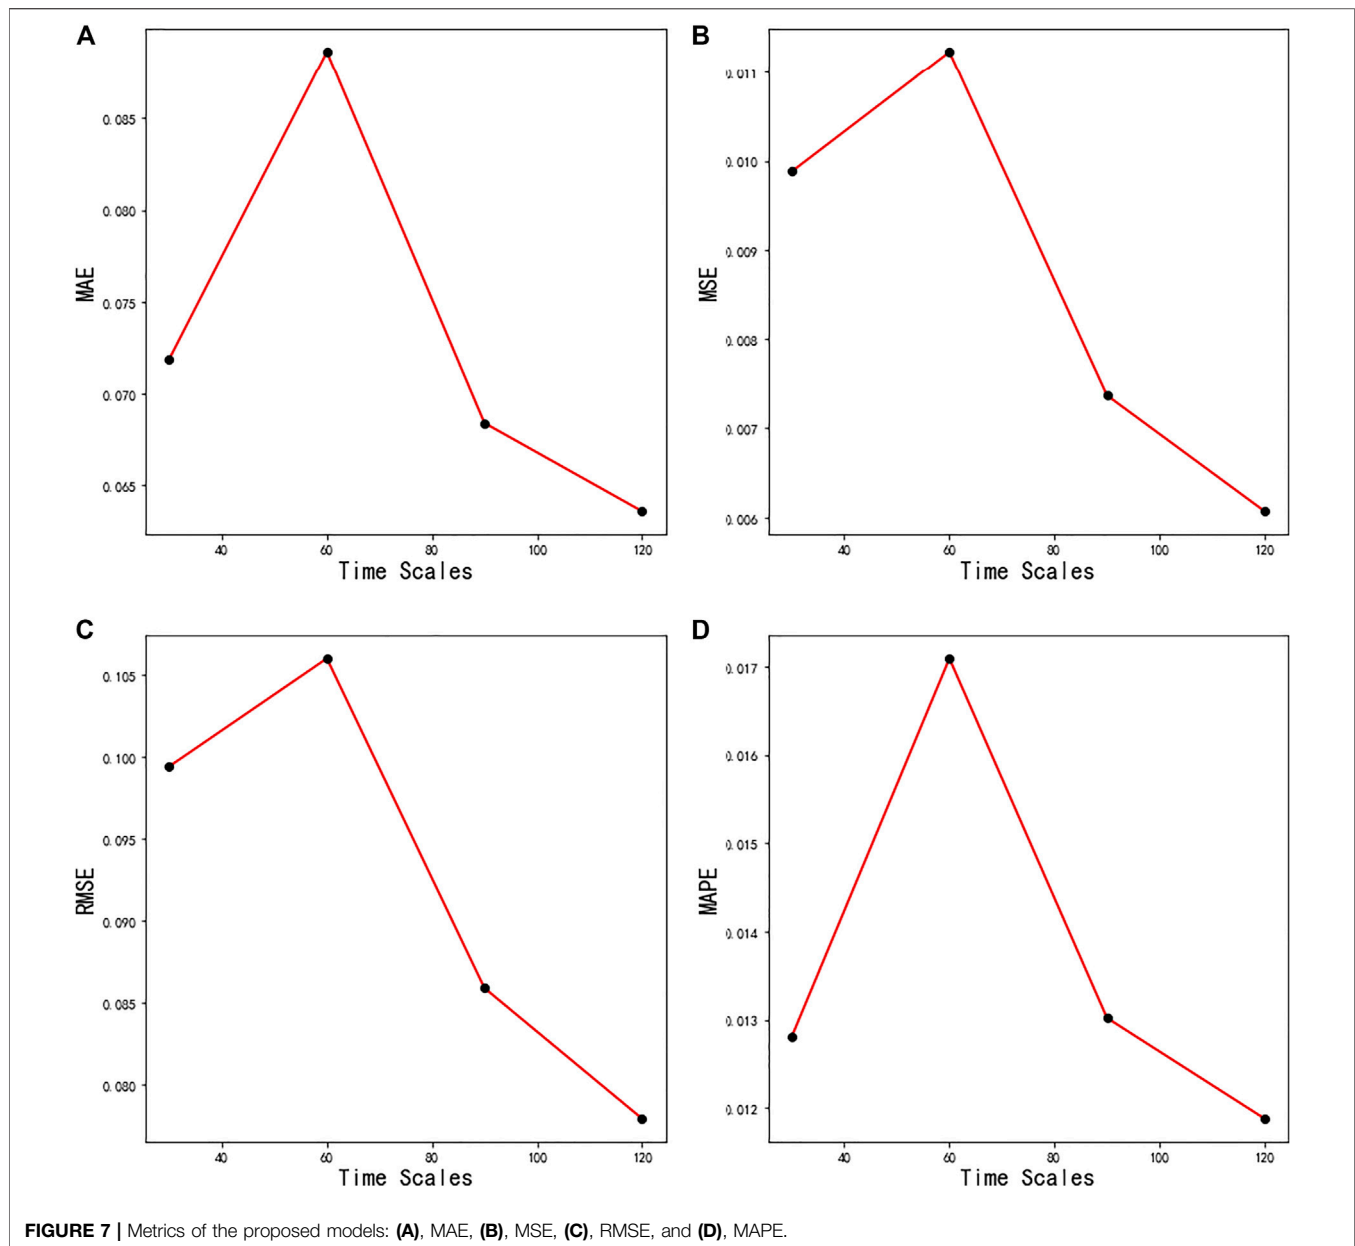 A
0.085
0.080
0.075
0.070
0.065
MAE
40 60 80 100 120
Time Scales
B
0.011
0.010
0.009
0.008
0.007
0.006
MSE
40 60 80 100 120
Time Scales
C
0.105
0.100
0.095
0.090
0.085
0.080
RMSE
40 60 80 100 120
Time Scales
D
0.017
0.016
0.015
0.014
0.013
0.012
MAPE
40 60 80 100 120
Time Scales
FIGURE 7 | Metrics of the proposed models: (A), MAE, (B), MSE, (C), RMSE, and (D), MAPE.